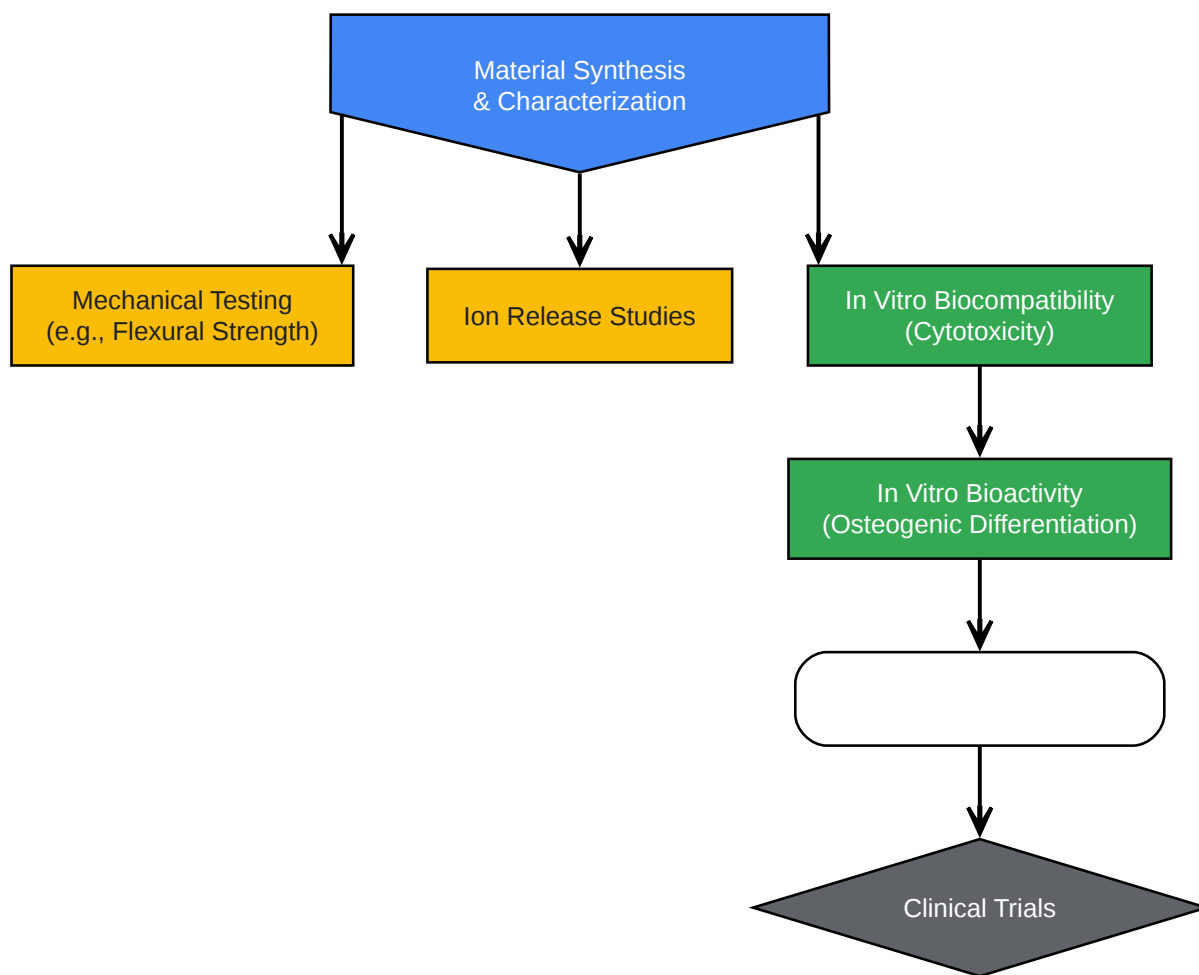 Material Synthesis
& Characterization
Mechanical Testing
(e.g., Flexural Strength)
Ion Release Studies
In Vitro Biocompatibility
(Cytotoxicity)
In Vitro Bioactivity
(Osteogenic Differentiation)
Clinical Trials